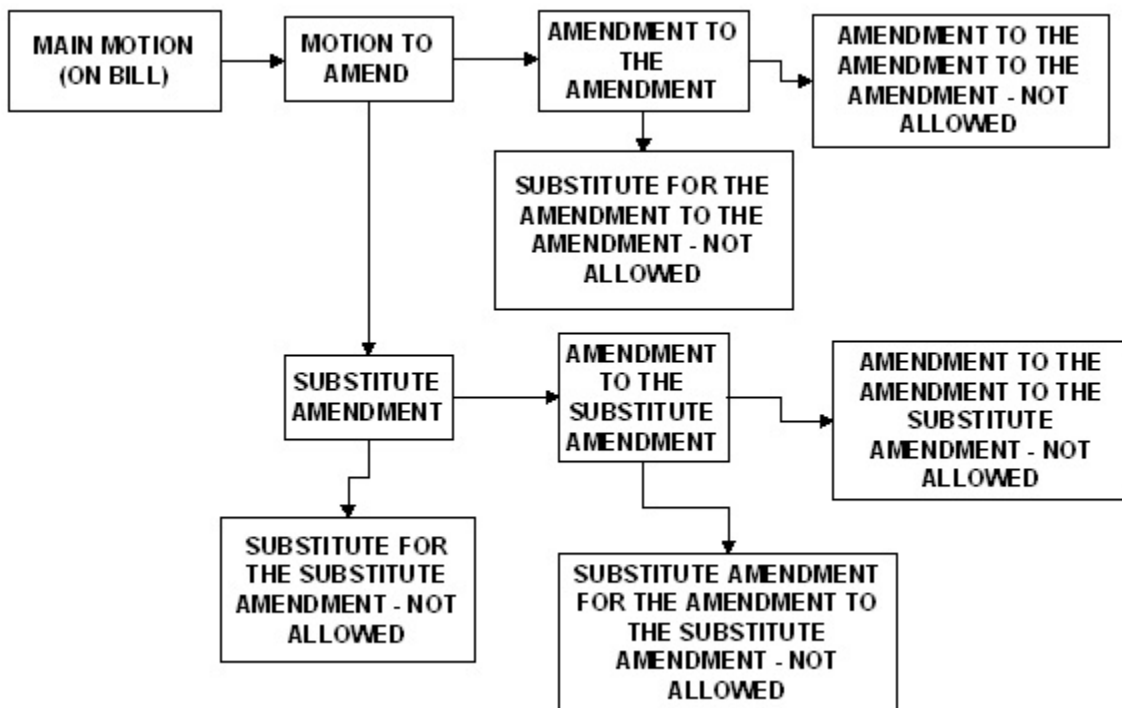 MAIN MOTION
(ON BILL)
MOTION TO
AMEND
AMENDMENT TO
THE
AMENDMENT
AMENDMENT TO THE
AMENDMENT TO THE
AMENDMENT - NOT
ALLOWED
SUBSTITUTE FOR THE
AMENDMENT TO THE
AMENDMENT - NOT
ALLOWED
SUBSTITUTE
AMENDMENT
AMENDMENT
TO THE
SUBSTITUTE
AMENDMENT
AMENDMENT TO THE
AMENDMENT TO THE
SUBSTITUTE
AMENDMENT - NOT
ALLOWED
SUBSTITUTE FOR
THE SUBSTITUTE
AMENDMENT - NOT
ALLOWED
SUBSTITUTE AMENDMENT
FOR THE AMENDMENT TO
THE SUBSTITUTE
AMENDMENT - NOT
ALLOWED